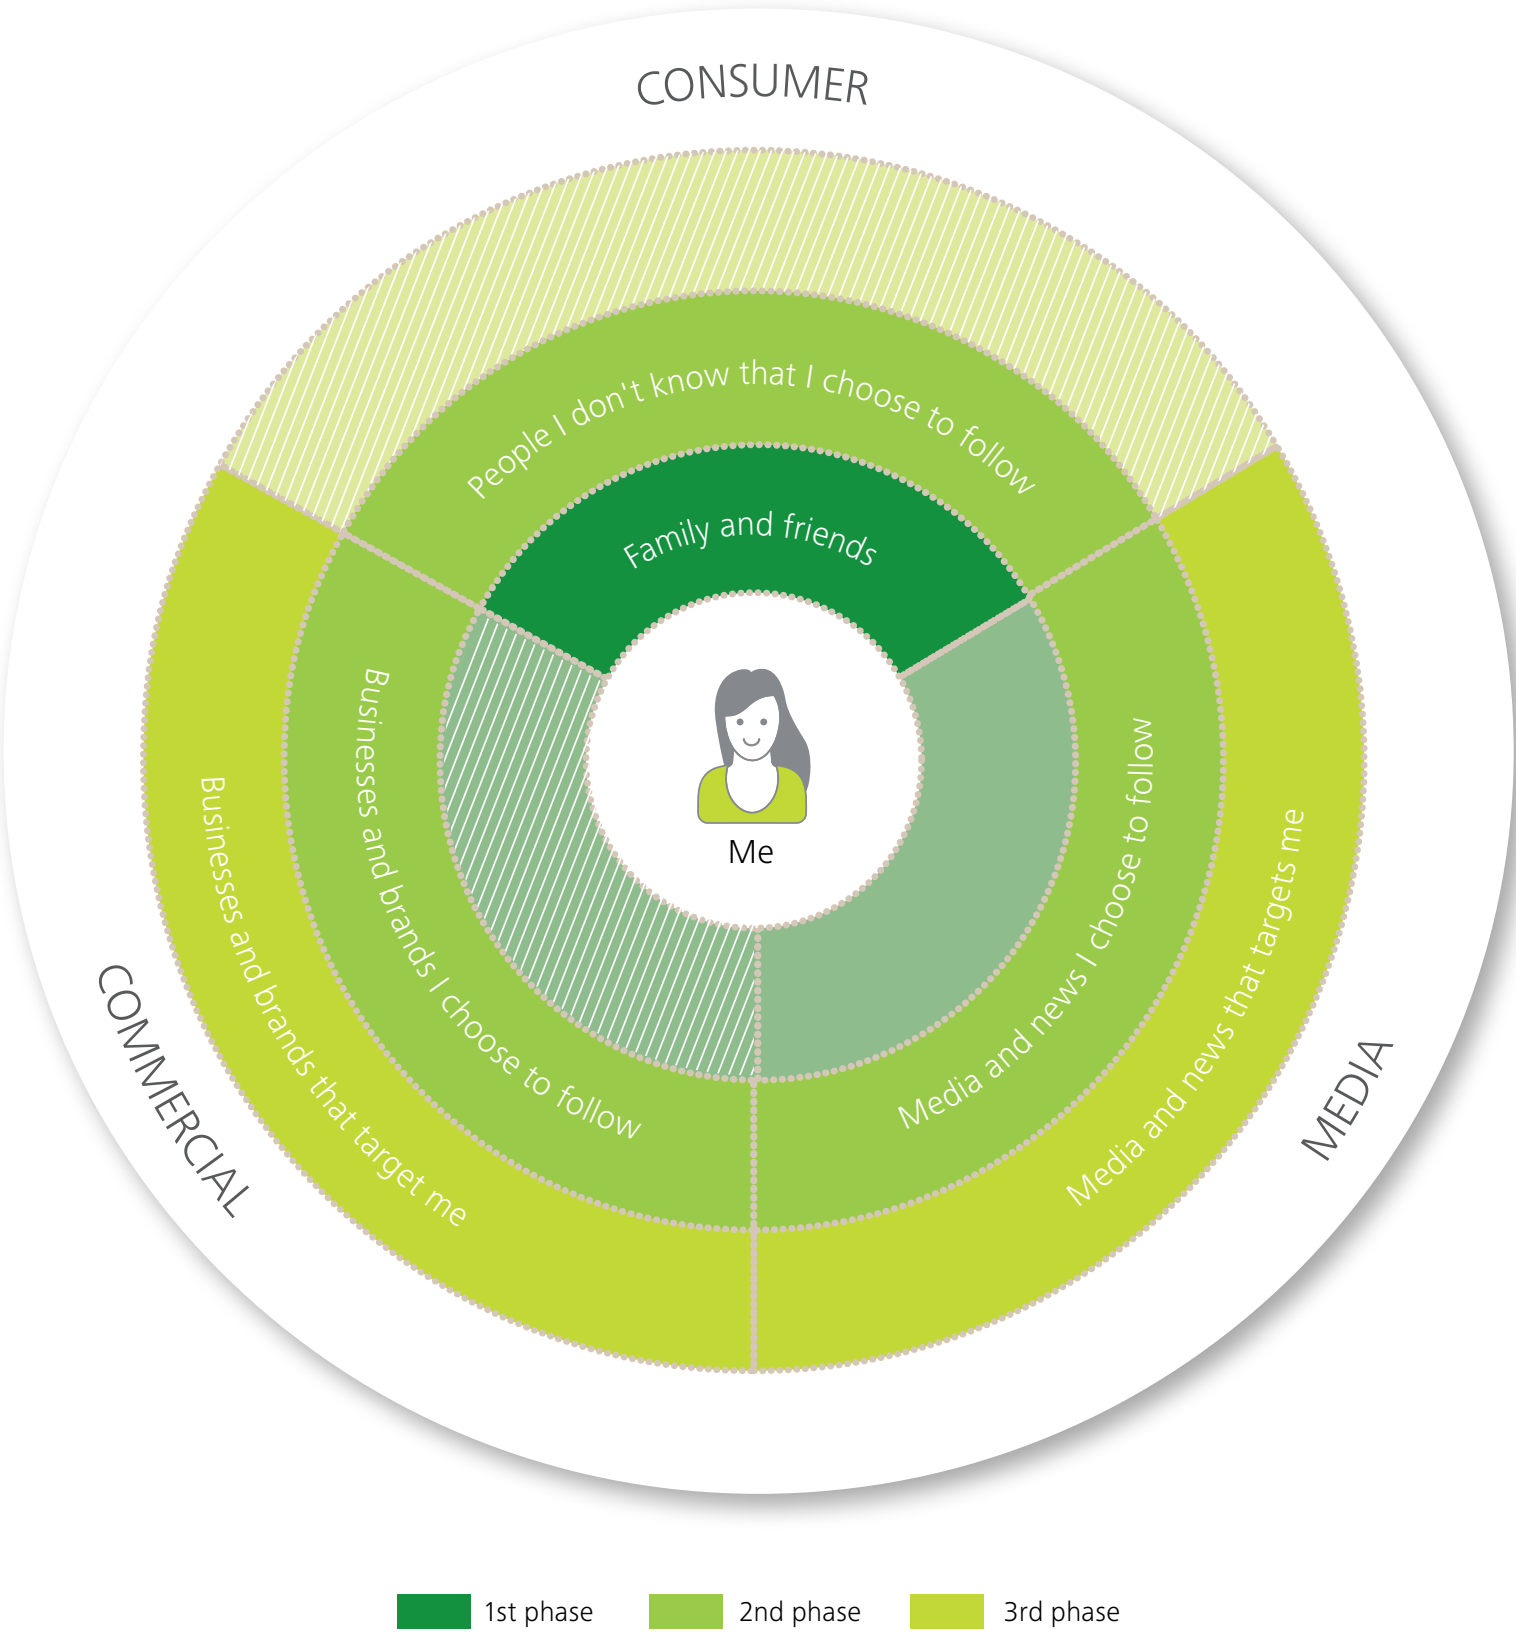 CONSUMER
People I don't know that I choose to follow
Family and friends
Me
Businesses and brands I choose to follow
Businesses and brands that target me
COMMERCIAL
Media and news I choose to follow
Media and news that targets me
MEDIA
1st phase
2nd phase
3rd phase